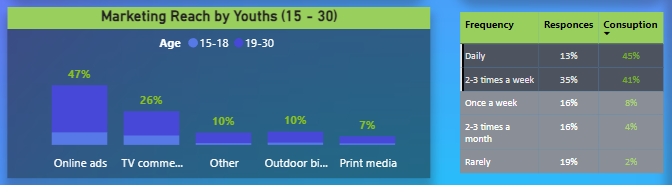 Marketing Reach by Youths (15 - 30)
Age 15-18 19-30
47%
26%
10%
10%
7%
Online ads TV comme... Other Outdoor bi... Print media
Frequency Responces Consuption
Daily 13% 45%
2-3 times a week 35% 41%
Once a week 16% 8%
2-3 times a
month 16% 4%
Rarely 19% 2%